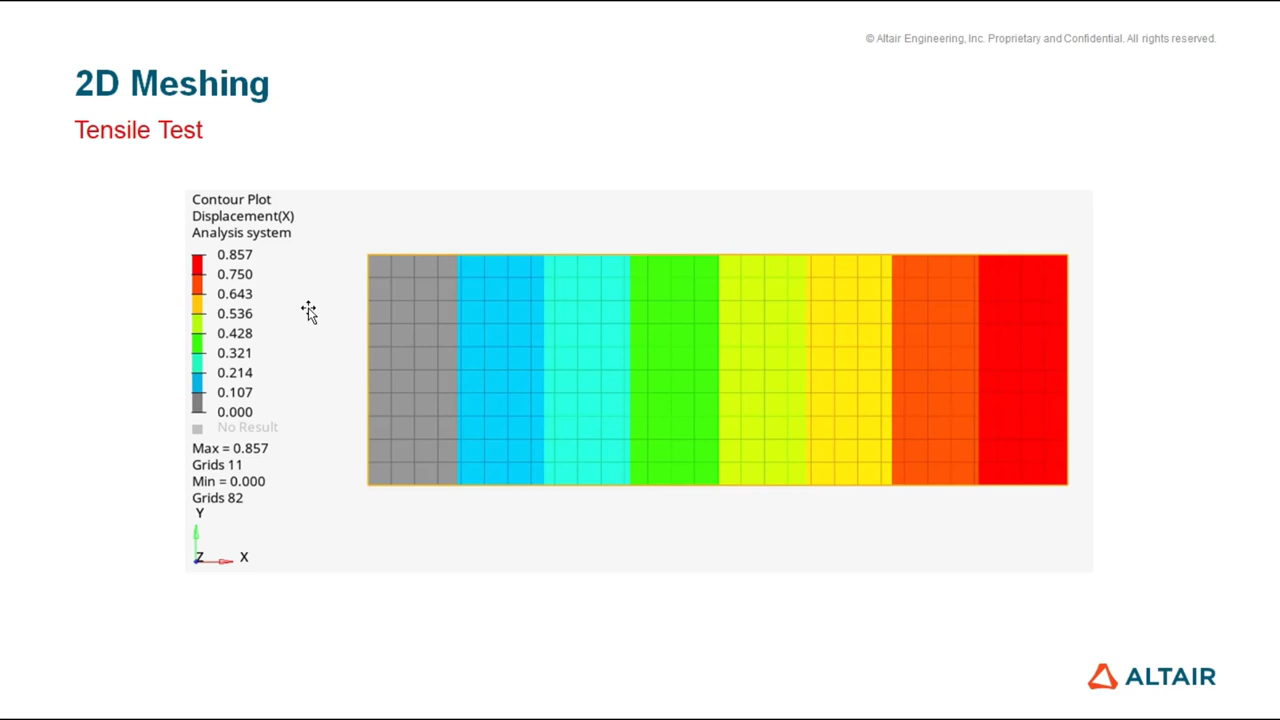 © Altair Engineering, Inc. Proprietary and Confidential. All rights reserved.
2D Meshing
Tensile Test
Contour Plot
Displacement(X)
Analysis system
0.857
0.750
0.643
0.536
0.428
0.321
0.214
0.107
0.000
No Result
Max = 0.857
Grids 11
Min = 0.000
Grids 82
Y
Z X
ALTAIR